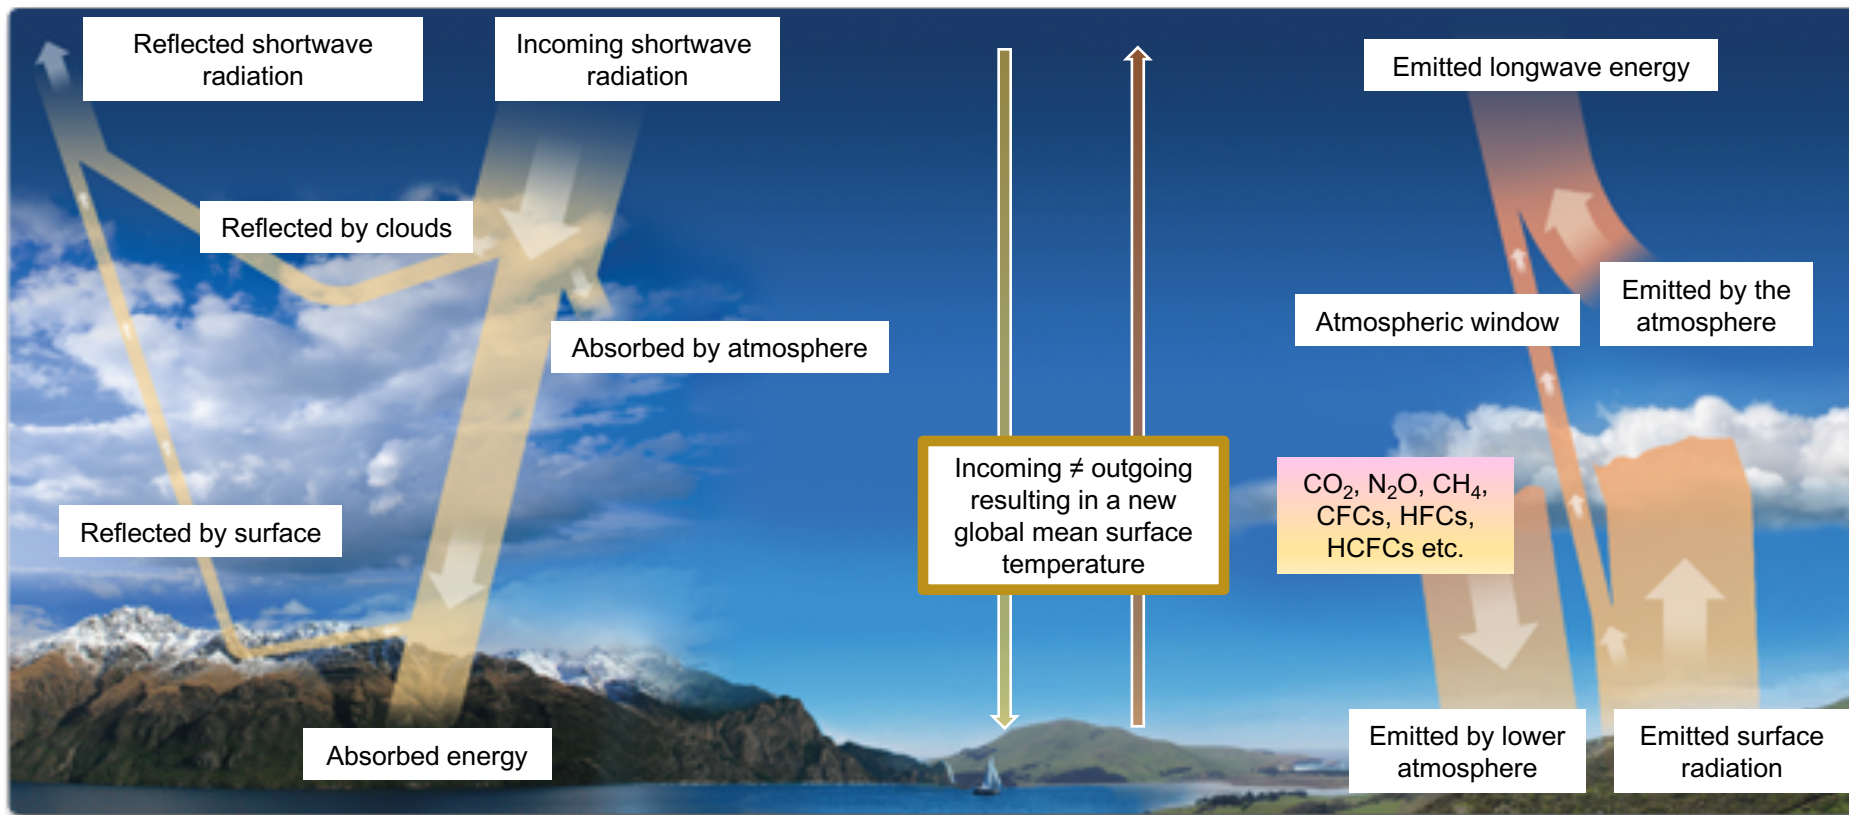 Reflected shortwave
radiation
Incoming shortwave
radiation
Emitted longwave energy
Reflected by clouds
Absorbed by atmosphere
Atmospheric window
Emitted by the
atmosphere
Incoming ≠ outgoing
resulting in a new
global mean surface
temperature
CO₂, N₂O, CH₄,
CFCs, HFCs,
HCFCs etc.
Reflected by surface
Absorbed energy
Emitted by lower
atmosphere
Emitted surface
radiation